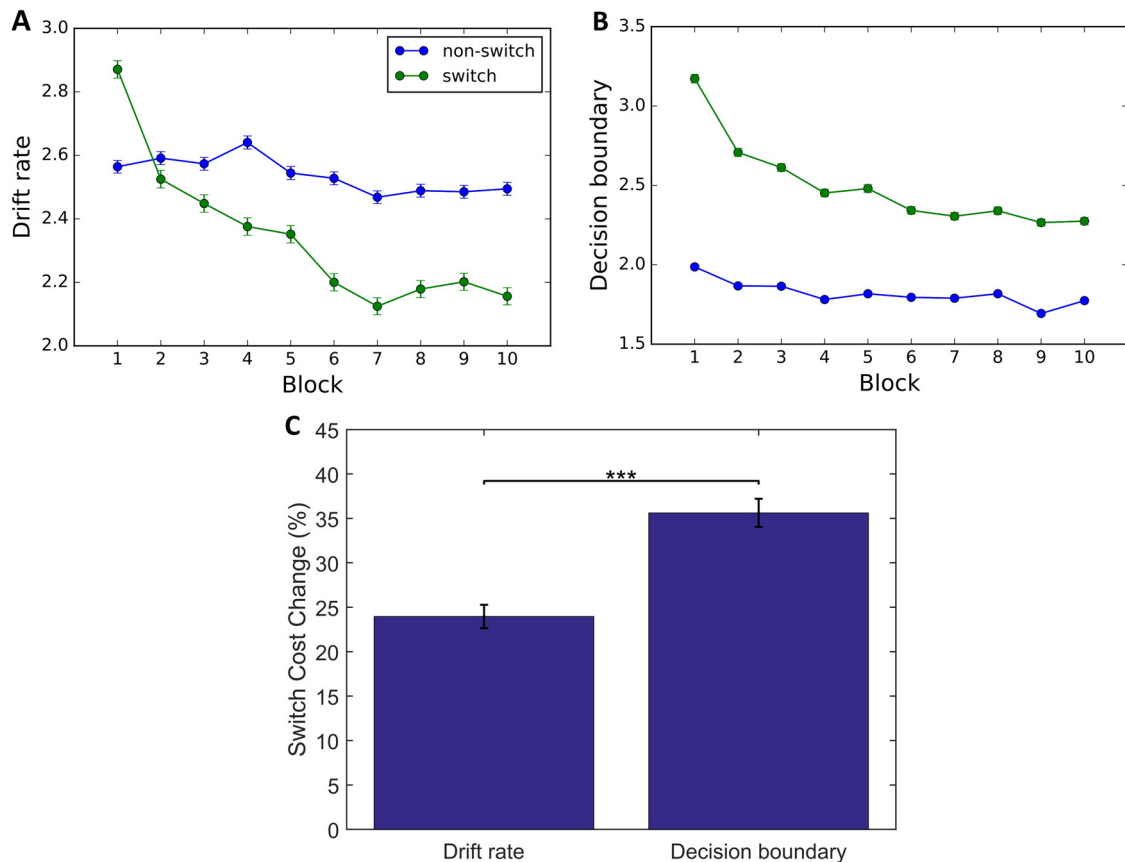 A
Drift rate
3.0
2.8
2.6
2.4
2.2
2.0
non-switch
switch
1 2 3 4 5 6 7 8 9 10
Block
B
Decision boundary
3.5
3.0
2.5
2.0
1.5
1 2 3 4 5 6 7 8 9 10
Block
C
Switch Cost Change (%)
45
40
35
30
25
20
15
10
5
0
***
Drift rate Decision boundary